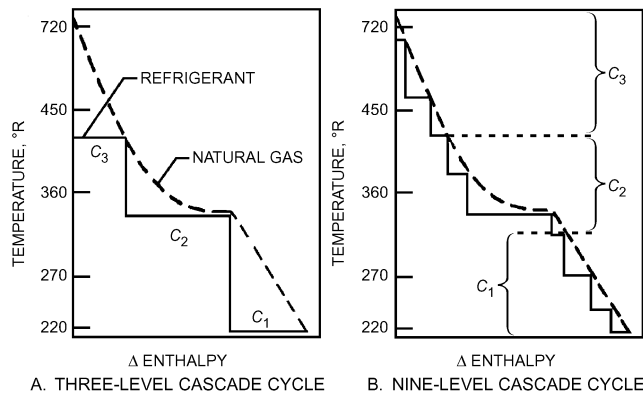 720
450
360
270
220
TEMPERATURE, °R
REFRIGERANT
NATURAL GAS
C3
C2
C1
Δ ENTHALPY
A. THREE-LEVEL CASCADE CYCLE
720
450
360
270
220
TEMPERATURE, °R
C3
C2
C1
Δ ENTHALPY
B. NINE-LEVEL CASCADE CYCLE